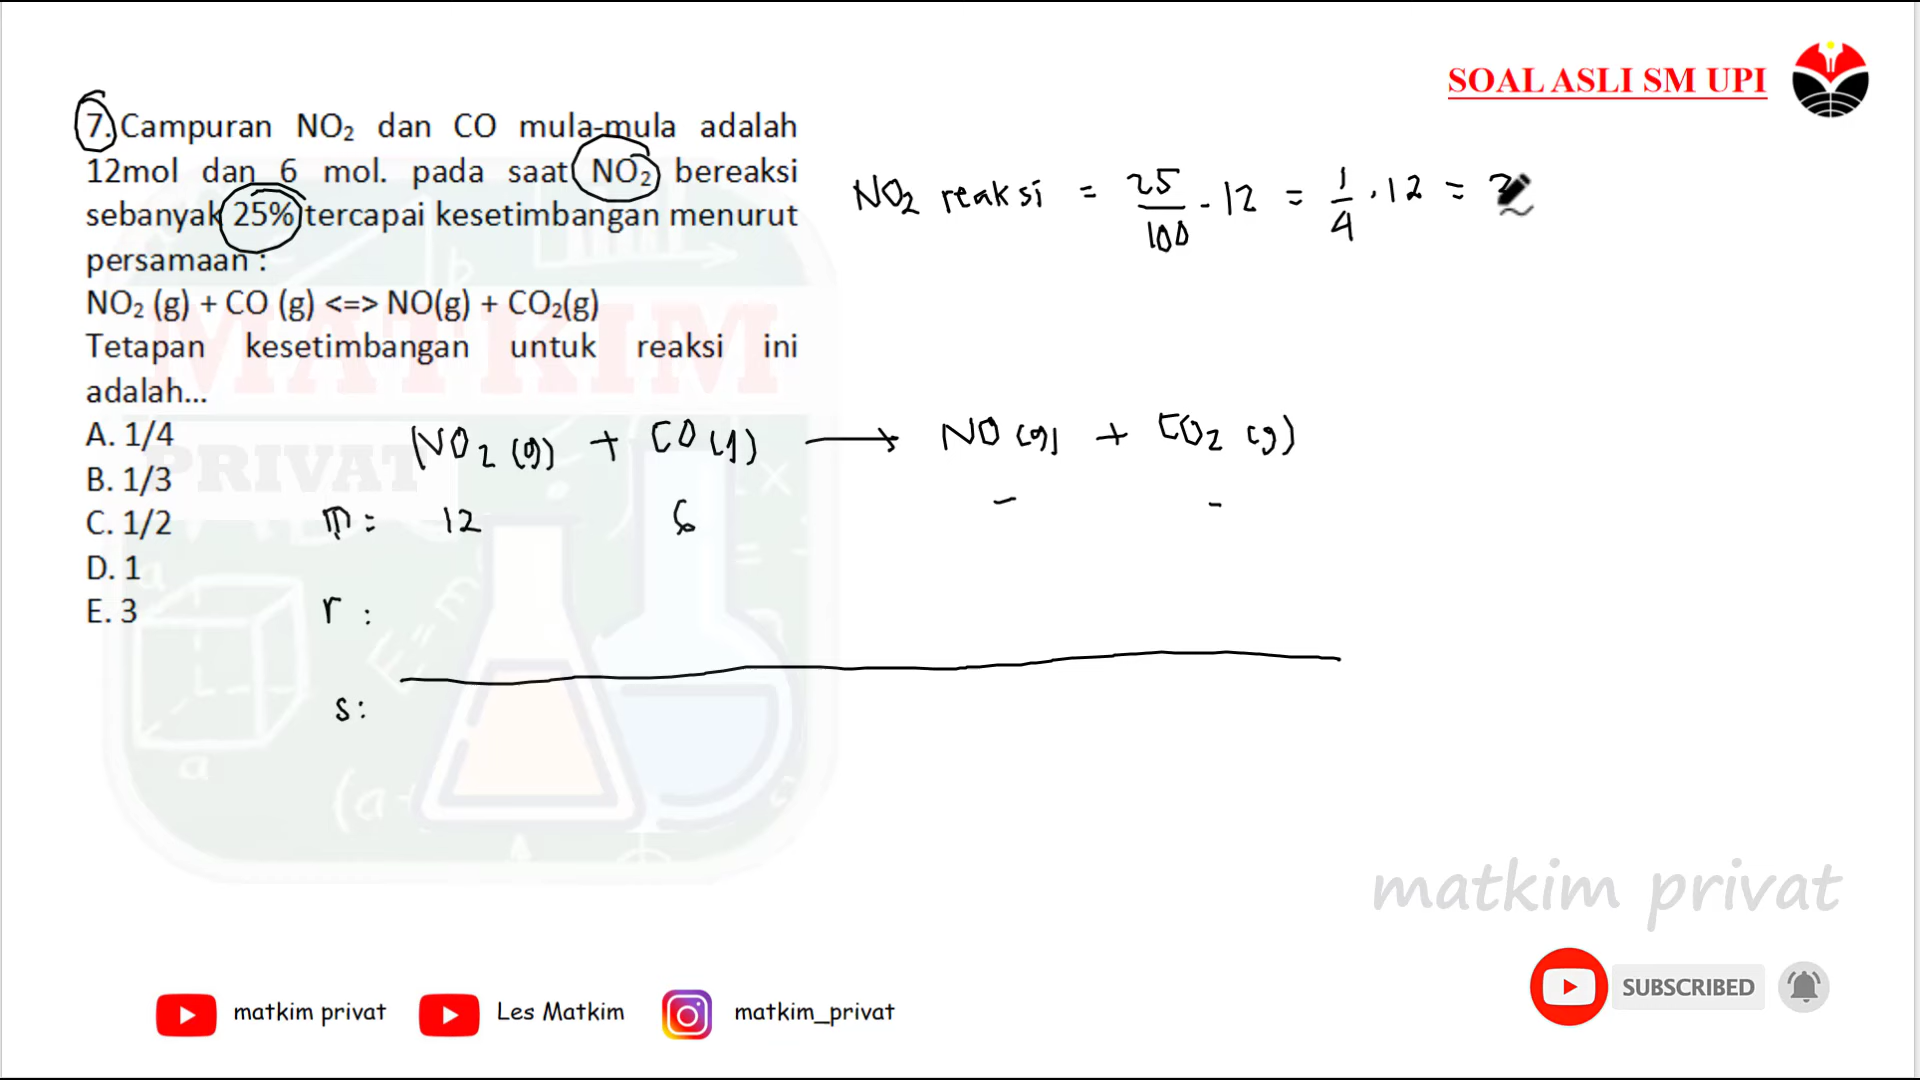 SOAL ASLI SM UPI
7. Campuran NO₂ dan CO mula-mula adalah
12mol dan 6 mol. pada saat NO₂ bereaksi
sebanyak 25% tercapai kesetimbangan menurut
persamaan :
NO₂ (g) + CO (g) <=> NO(g) + CO₂(g)
Tetapan kesetimbangan untuk reaksi ini
adalah...
A. 1/4
B. 1/3
C. 1/2
D. 1
E. 3
NO₂ reaksi = 25/100 . 12 = 1/4 . 12 =
NO₂ (g) + CO (g) → NO (g) + CO₂ (g)
m : 12 6 - -
r :
s :
MATKIM
PRIVAT
matkim privat
SUBSCRIBED
matkim privat
Les Matkim
matkim_privat